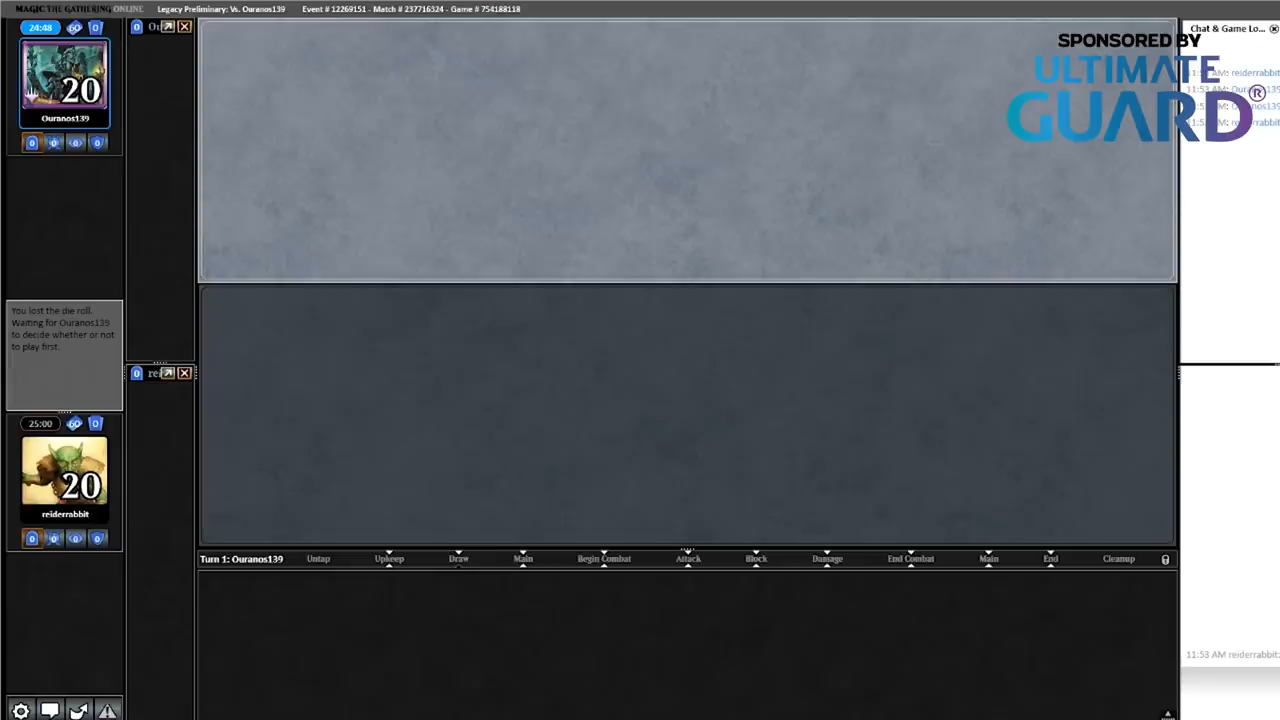 MAGIC THE GATHERING ONLINE Legacy Preliminary: Vs. Ouranos139 Event # 12269151 - Match # 237716324 - Game # 754188118
24:48 60 0
20
Ouranos139
0 0 0 0
0
Chat & Game Lo...
SPONSORED BY
ULTIMATE
GUARD®
AM: reiderrabbit
11:53 AM:
You lost the die roll.
Waiting for Ouranos139
to decide whether or not
to play first.
0
25:00 60 0
20
reiderrabbit
0 0 0 0
Turn 1: Ouranos139 Untap Upkeep Draw Main Begin Combat Attack Block Damage End Combat Main End Cleanup
11:53 AM reiderrabbit: